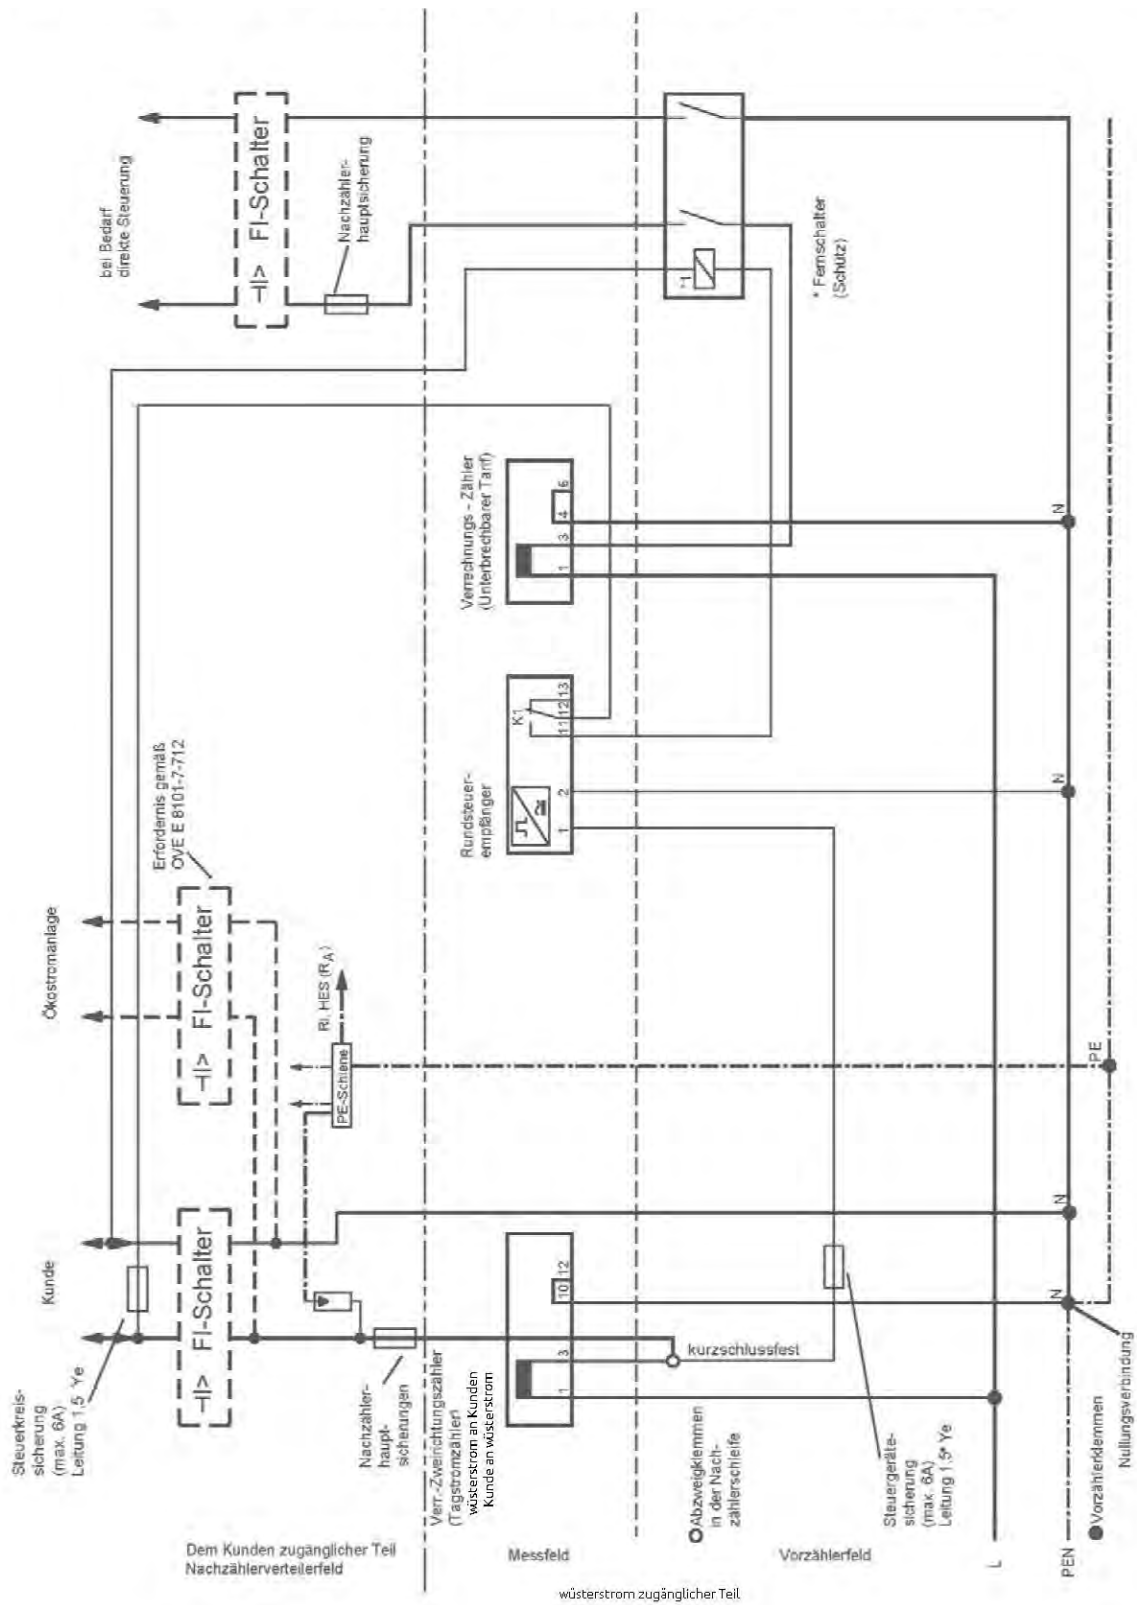 bei Bedarf
direkte Steuerung
FI-Schalter
Nachzähler-
hauptsicherung
* Fernschalter
(Schütz)
Verrechnungs - Zähler
(Unterbrechbarer Tarif)
1 3 4 6
N
Erfordernis gemäß
OVE E 8101-7-712
Rundsteuer-
empfänger
K1
1 2 11 12 13
N
Ökostromanlage
FI-Schalter
RI. HES (RA)
PE-Schiene
PE
Kunde
FI-Schalter
Steuerkreis-
sicherung
(max. 6A)
Leitung 1,5 Ye
Nachzähler-
haupt-
sicherungen
Verr.-Zweirichtungszähler
(Tagstromzähler)
wüsterstrom an Kunden
Kunde an wüsterstrom
1 3 10 12
kurzschlussfest
N
N
Abzweigklemmen
in der Nach-
zählerschleife
Steuergeräte-
sicherung
(max. 6A)
Leitung 1,5* Ye
Nullungsverbindung
Vorzählerklemmen
Dem Kunden zugänglicher Teil
Nachzählerverteilerfeld
Messfeld
Vorzählerfeld
L
PEN
wüsterstrom zugänglicher Teil